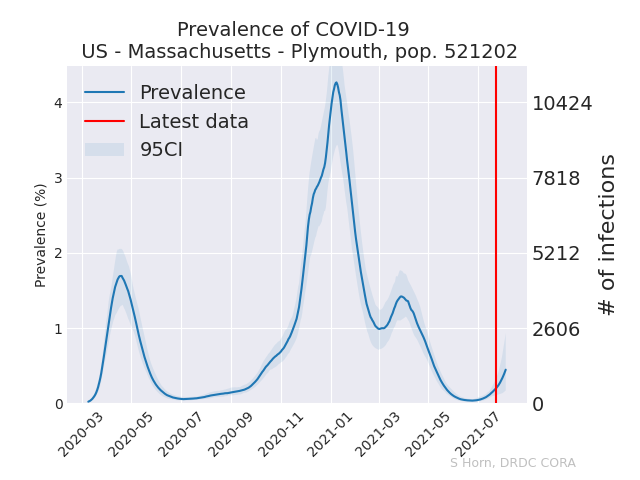 Prevalence of COVID-19
US - Massachusetts - Plymouth, pop. 521202
Prevalence
Latest data
95CI
Prevalence (%)
4
3
2
1
0
10424
7818
5212
2606
0
# of infections
2020-03
2020-05
2020-07
2020-09
2020-11
2021-01
2021-03
2021-05
2021-07
S Horn, DRDC CORA